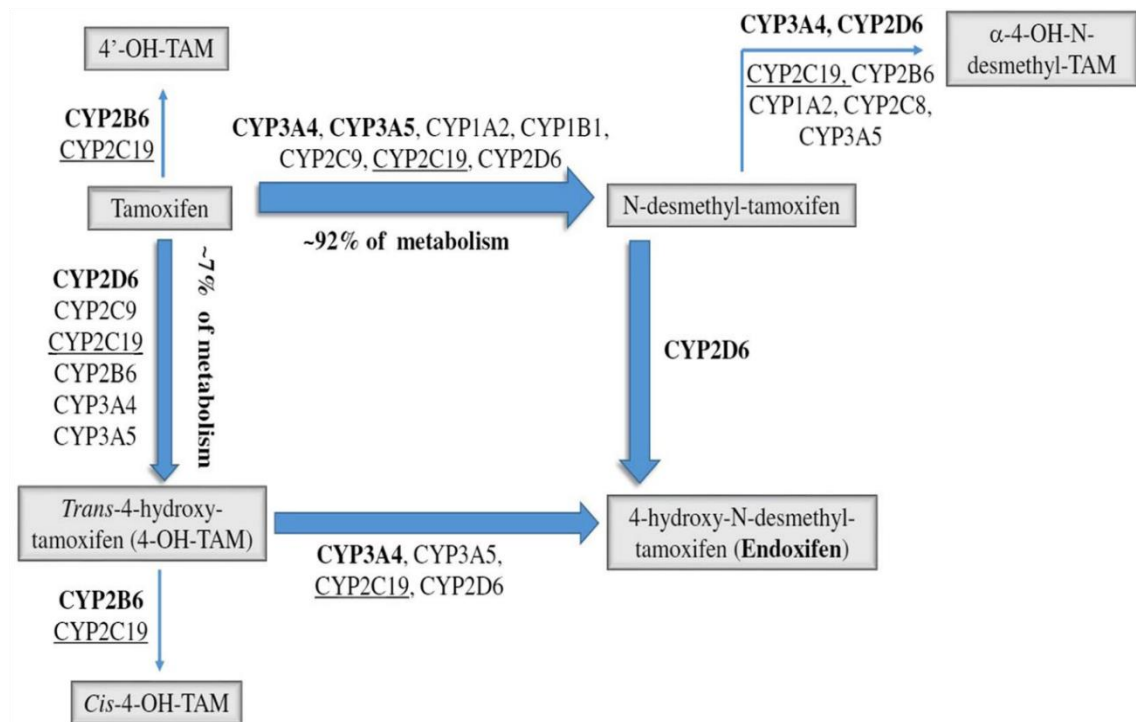 4’-OH-TAM
CYP2B6
CYP2C19
Tamoxifen
CYP3A4, CYP3A5, CYP1A2, CYP1B1,
CYP2C9, CYP2C19, CYP2D6
~92% of metabolism
N-desmethyl-tamoxifen
CYP3A4, CYP2D6
CYP2C19, CYP2B6
CYP1A2, CYP2C8,
CYP3A5
α-4-OH-N-
desmethyl-TAM
CYP2D6
CYP2C9
CYP2C19
CYP2B6
CYP3A4
CYP3A5
~7% of metabolism
CYP2D6
Trans-4-hydroxy-
tamoxifen (4-OH-TAM)
CYP3A4, CYP3A5,
CYP2C19, CYP2D6
4-hydroxy-N-desmethyl-
tamoxifen (Endoxifen)
CYP2B6
CYP2C19
Cis-4-OH-TAM